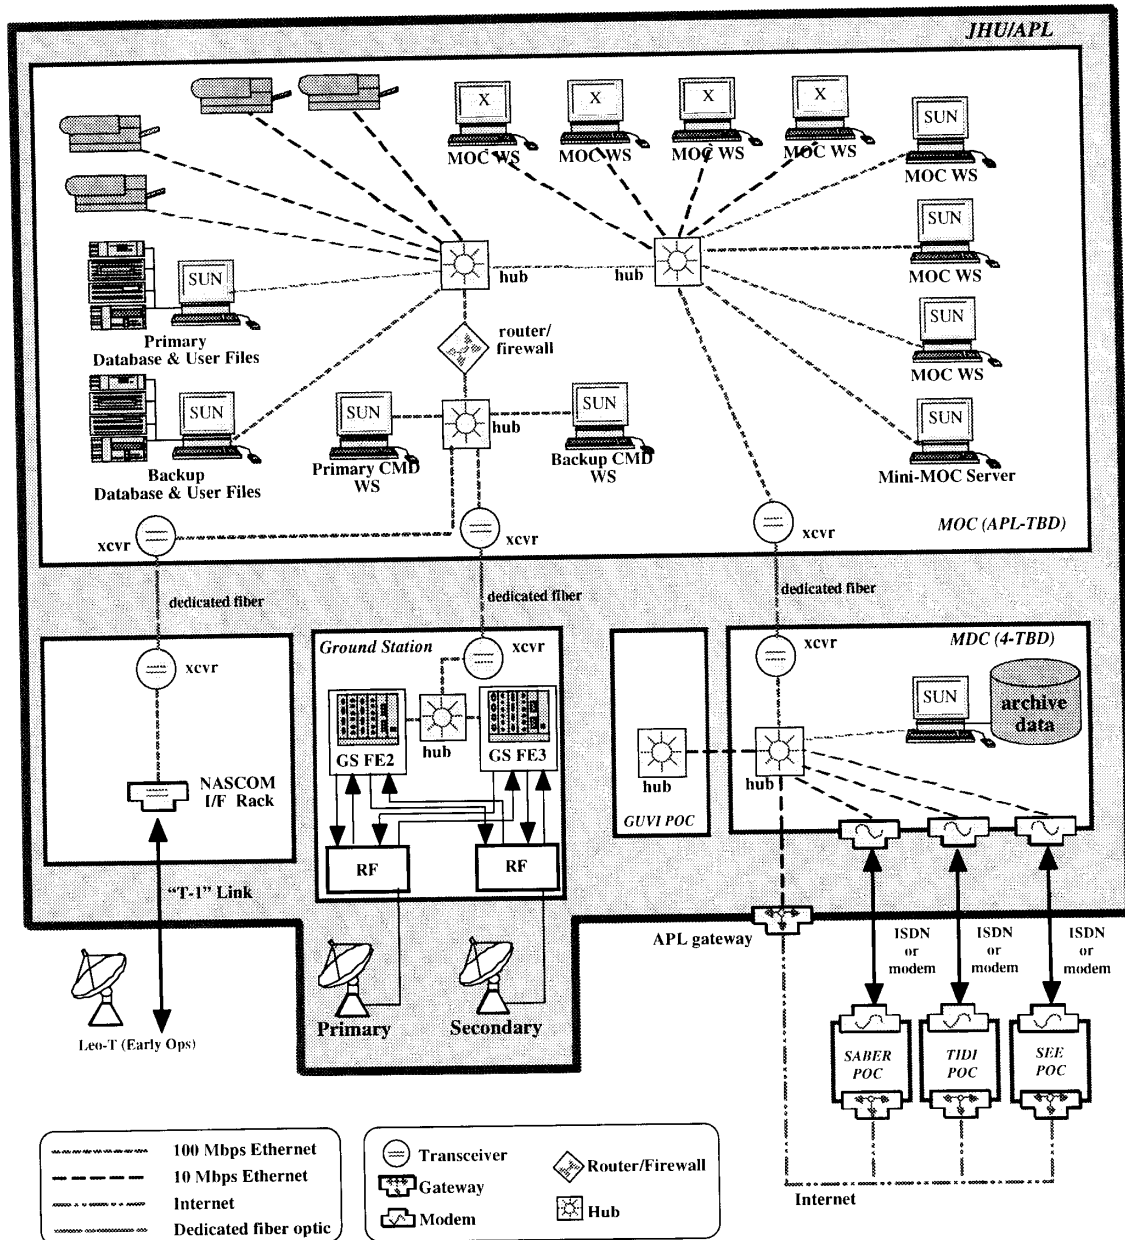 JHU/APL
X
X
X
X
SUN
MOC WS
MOC WS
MOC WS
MOC WS
MOC WS
SUN
MOC WS
hub
hub
SUN
Primary
Database & User Files
router/
firewall
SUN
MOC WS
SUN
SUN
hub
SUN
SUN
Primary CMD
WS
Backup CMD
WS
Mini-MOC Server
Backup
Database & User Files
xcvr
xcvr
xcvr
MOC (APL-TBD)
dedicated fiber
dedicated fiber
dedicated fiber
xcvr
Ground Station
xcvr
xcvr
MDC (4-TBD)
SUN
archive
data
GS FE2
hub
GS FE3
hub
hub
NASCOM
I/F Rack
GUVI POC
RF
RF
"T-1" Link
APL gateway
ISDN
or
modem
ISDN
or
modem
ISDN
or
modem
Primary
Secondary
Leo-T (Early Ops)
SABER
POC
TIDI
POC
SEE
POC
100 Mbps Ethernet
10 Mbps Ethernet
Internet
Dedicated fiber optic
Transceiver
Gateway
Modem
Router/Firewall
Hub
Internet